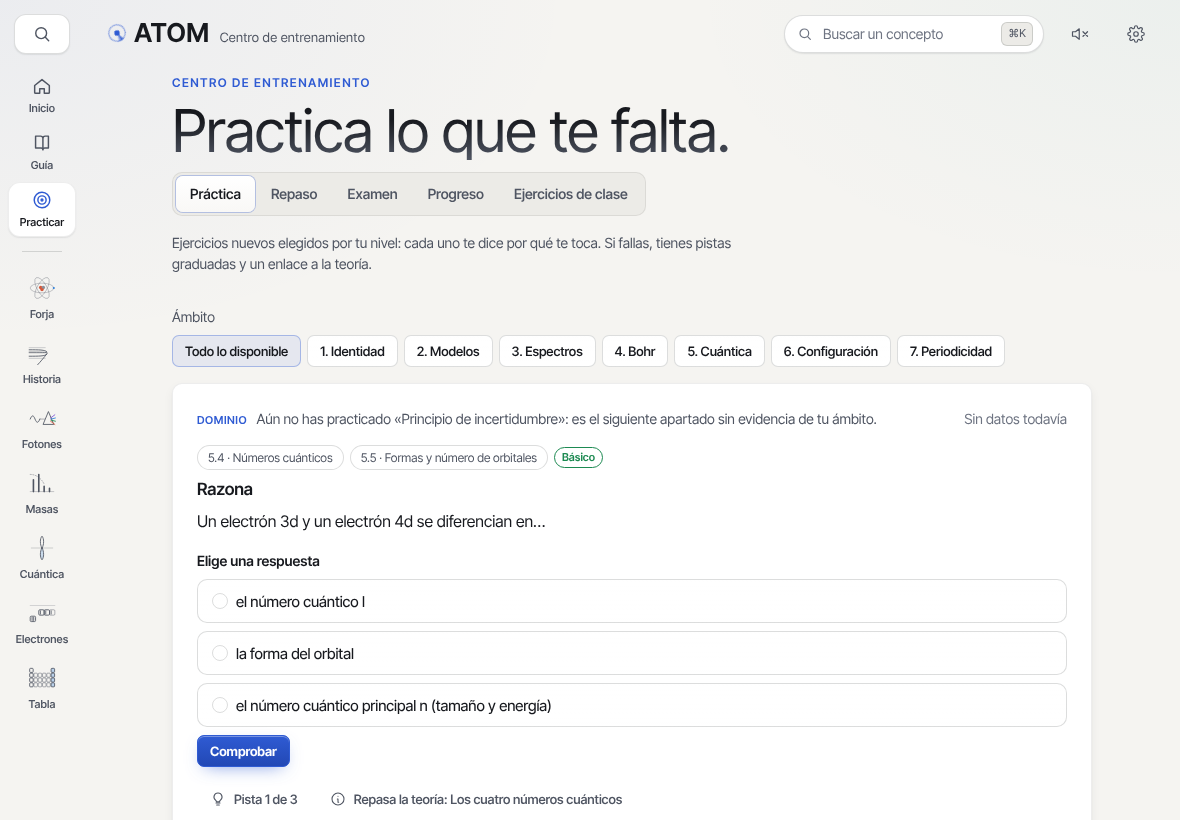 ATOM Centro de entrenamiento
Buscar un concepto ⌘K
Inicio
Guía
Practicar
Forja
Historia
Fotones
Masas
Cuántica
Electrones
Tabla
CENTRO DE ENTRENAMIENTO
Practica lo que te falta.
Práctica Repaso Examen Progreso Ejercicios de clase
Ejercicios nuevos elegidos por tu nivel: cada uno te dice por qué te toca. Si fallas, tienes pistas
graduadas y un enlace a la teoría.
Ámbito
Todo lo disponible 1. Identidad 2. Modelos 3. Espectros 4. Bohr 5. Cuántica 6. Configuración 7. Periodicidad
DOMINIO Aún no has practicado «Principio de incertidumbre»: es el siguiente apartado sin evidencia de tu ámbito. Sin datos todavía
5.4 · Números cuánticos 5.5 · Formas y número de orbitales Básico
Razona
Un electrón 3d y un electrón 4d se diferencian en…
Elige una respuesta
el número cuántico l
la forma del orbital
el número cuántico principal n (tamaño y energía)
Comprobar
Pista 1 de 3 Repasa la teoría: Los cuatro números cuánticos